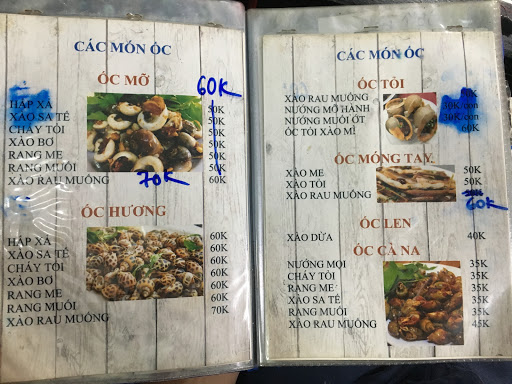 CÁC MÓN ỐC
ỐC MỠ
60K
HẤP XẢ 50K
XÀO SA TẾ 50K
CHÁY TỎI 50K
XÀO BƠ 50K
RANG ME 50K
RANG MUỐI 50K
XÀO RAU MUỐNG 60K
70K
ỐC HƯƠNG
HẤP XẢ 60K
XÀO SA TẾ 60K
CHÁY TỎI 60K
XÀO BƠ 60K
RANG ME 60K
RANG MUỐI 60K
XÀO RAU MUỐNG 70K
CÁC MÓN ỐC
ỐC TỎI
XÀO RAU MUỐNG
NƯỚNG MỠ HÀNH 30K con
NƯỚNG MUỐI ỚT 30K con
ỐC TỎI XÀO MÌ 60K
ỐC MÓNG TAY
XÀO ME 50K
XÀO TỎI 50K
XÀO RAU MUỐNG
60K
ỐC LEN
XÀO DỪA 40K
ỐC CÀ NA
NƯỚNG MỌI 35K
CHÁY TỎI 35K
RANG ME 35K
XÀO SA TẾ 35K
RANG MUỐI 35K
XÀO RAU MUỐNG 45K